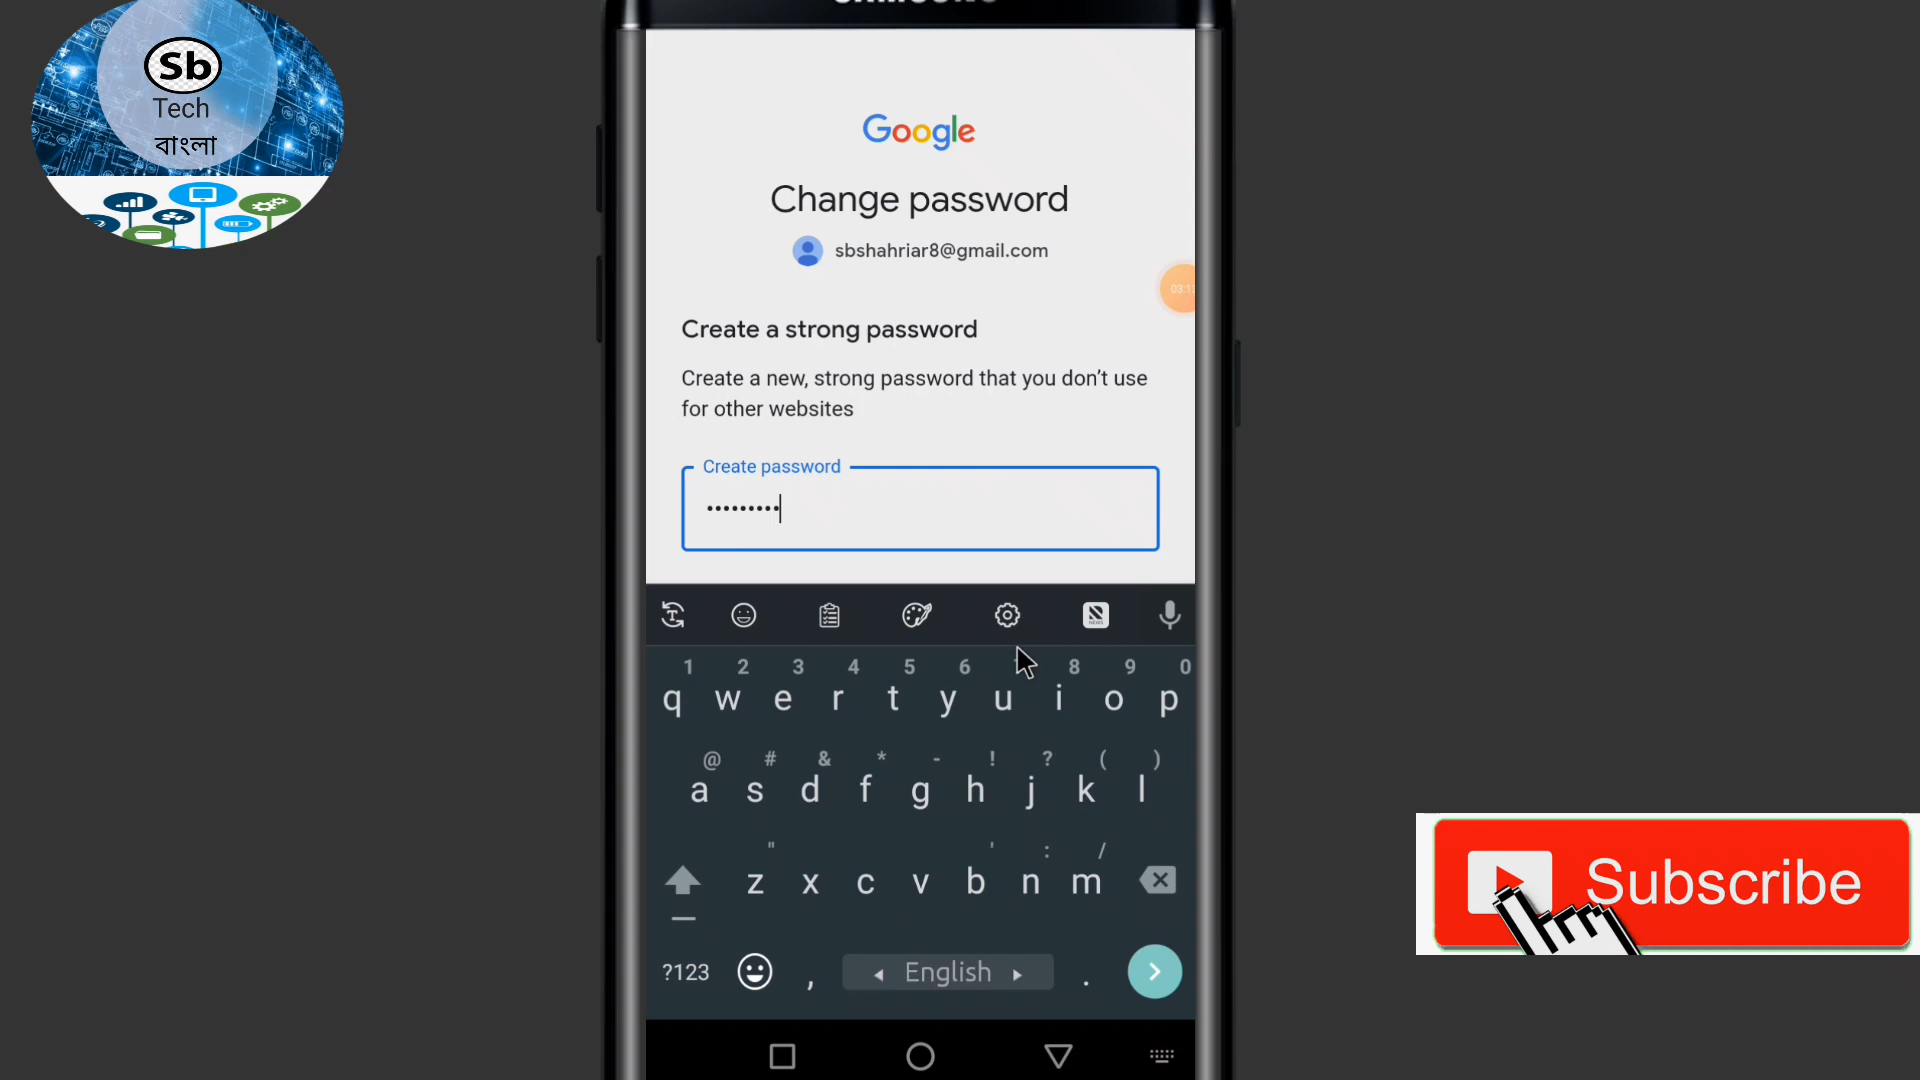 Sb
Tech
বাংলা
Google
Change password
sbshahriar8@gmail.com
Create a strong password
Create a new, strong password that you don't use
for other websites
Create password
•••••••••
1 2 3 4 5 6 8 9 0
q w e r t y u i o p
@ # & * - ! ? ( )
a s d f g h j k l
" ' : /
z x c v b n m
?123 , English .
Subscribe